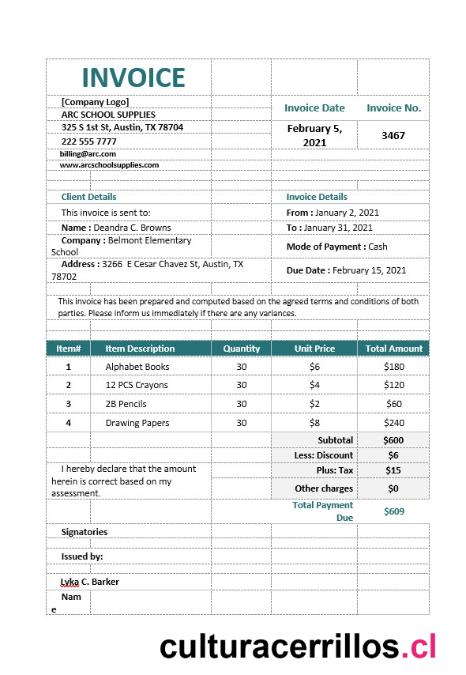 INVOICE
[Company Logo]
ARC SCHOOL SUPPLIES
325 S 1st St, Austin, TX 78704
222 555 7777
billing@arc.com
www.arcschoolsupplies.com
Invoice Date Invoice No.
February 5,
2021
3467
Client Details Invoice Details
This invoice is sent to: From : January 2, 2021
Name : Deandra C. Browns To : January 31, 2021
Company : Belmont Elementary
School
Mode of Payment : Cash
Address : 3266 E Cesar Chavez St, Austin, TX
78702
Due Date : February 15, 2021
This invoice has been prepared and computed based on the agreed terms and conditions of both
parties. Please inform us immediately if there are any variances.
Item# Item Description Quantity Unit Price Total Amount
1 Alphabet Books 30 $6 $180
2 12 PCS Crayons 30 $4 $120
3 2B Pencils 30 $2 $60
4 Drawing Papers 30 $8 $240
Subtotal $600
Less: Discount $6
Plus: Tax $15
Other charges $0
I hereby declare that the amount
herein is correct based on my
assessment.
Total Payment
Due
$609
Signatories
Issued by:
Lyka C. Barker
Nam
e
culturacerrillos.cl